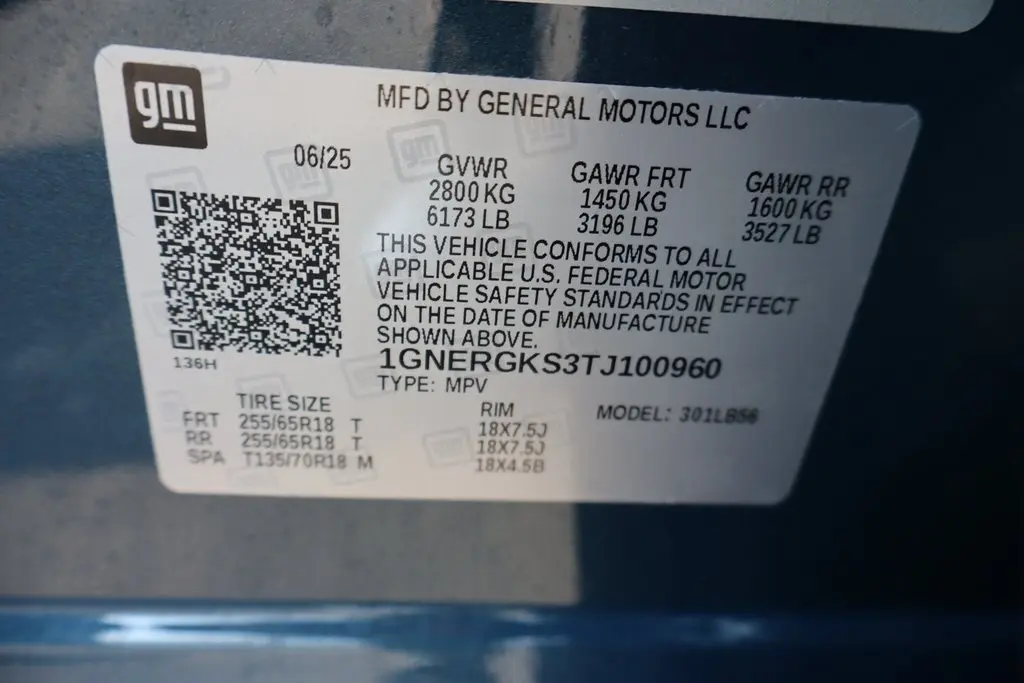 gm
MFD BY GENERAL MOTORS LLC
06/25
GVWR
2800 KG
6173 LB
GAWR FRT
1450 KG
3196 LB
GAWR RR
1600 KG
3527 LB
THIS VEHICLE CONFORMS TO ALL
APPLICABLE U.S. FEDERAL MOTOR
VEHICLE SAFETY STANDARDS IN EFFECT
ON THE DATE OF MANUFACTURE
SHOWN ABOVE.
136H
1GNERGKS3TJ100960
TYPE: MPV
TIRE SIZE
RIM
MODEL: 301LB56
FRT 255/65R18 T 18X7.5J
RR 255/65R18 T 18X7.5J
SPA T135/70R18 M 18X4.5B